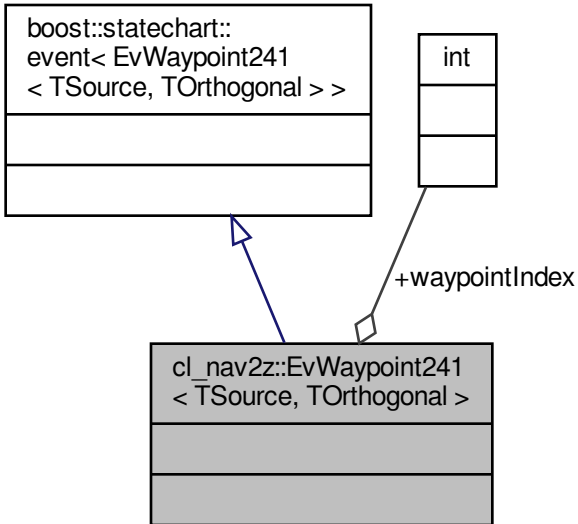 boost::statechart::
event< EvWaypoint241
< TSource, TOrthogonal > >
int
+waypointIndex
cl_nav2z::EvWaypoint241
< TSource, TOrthogonal >